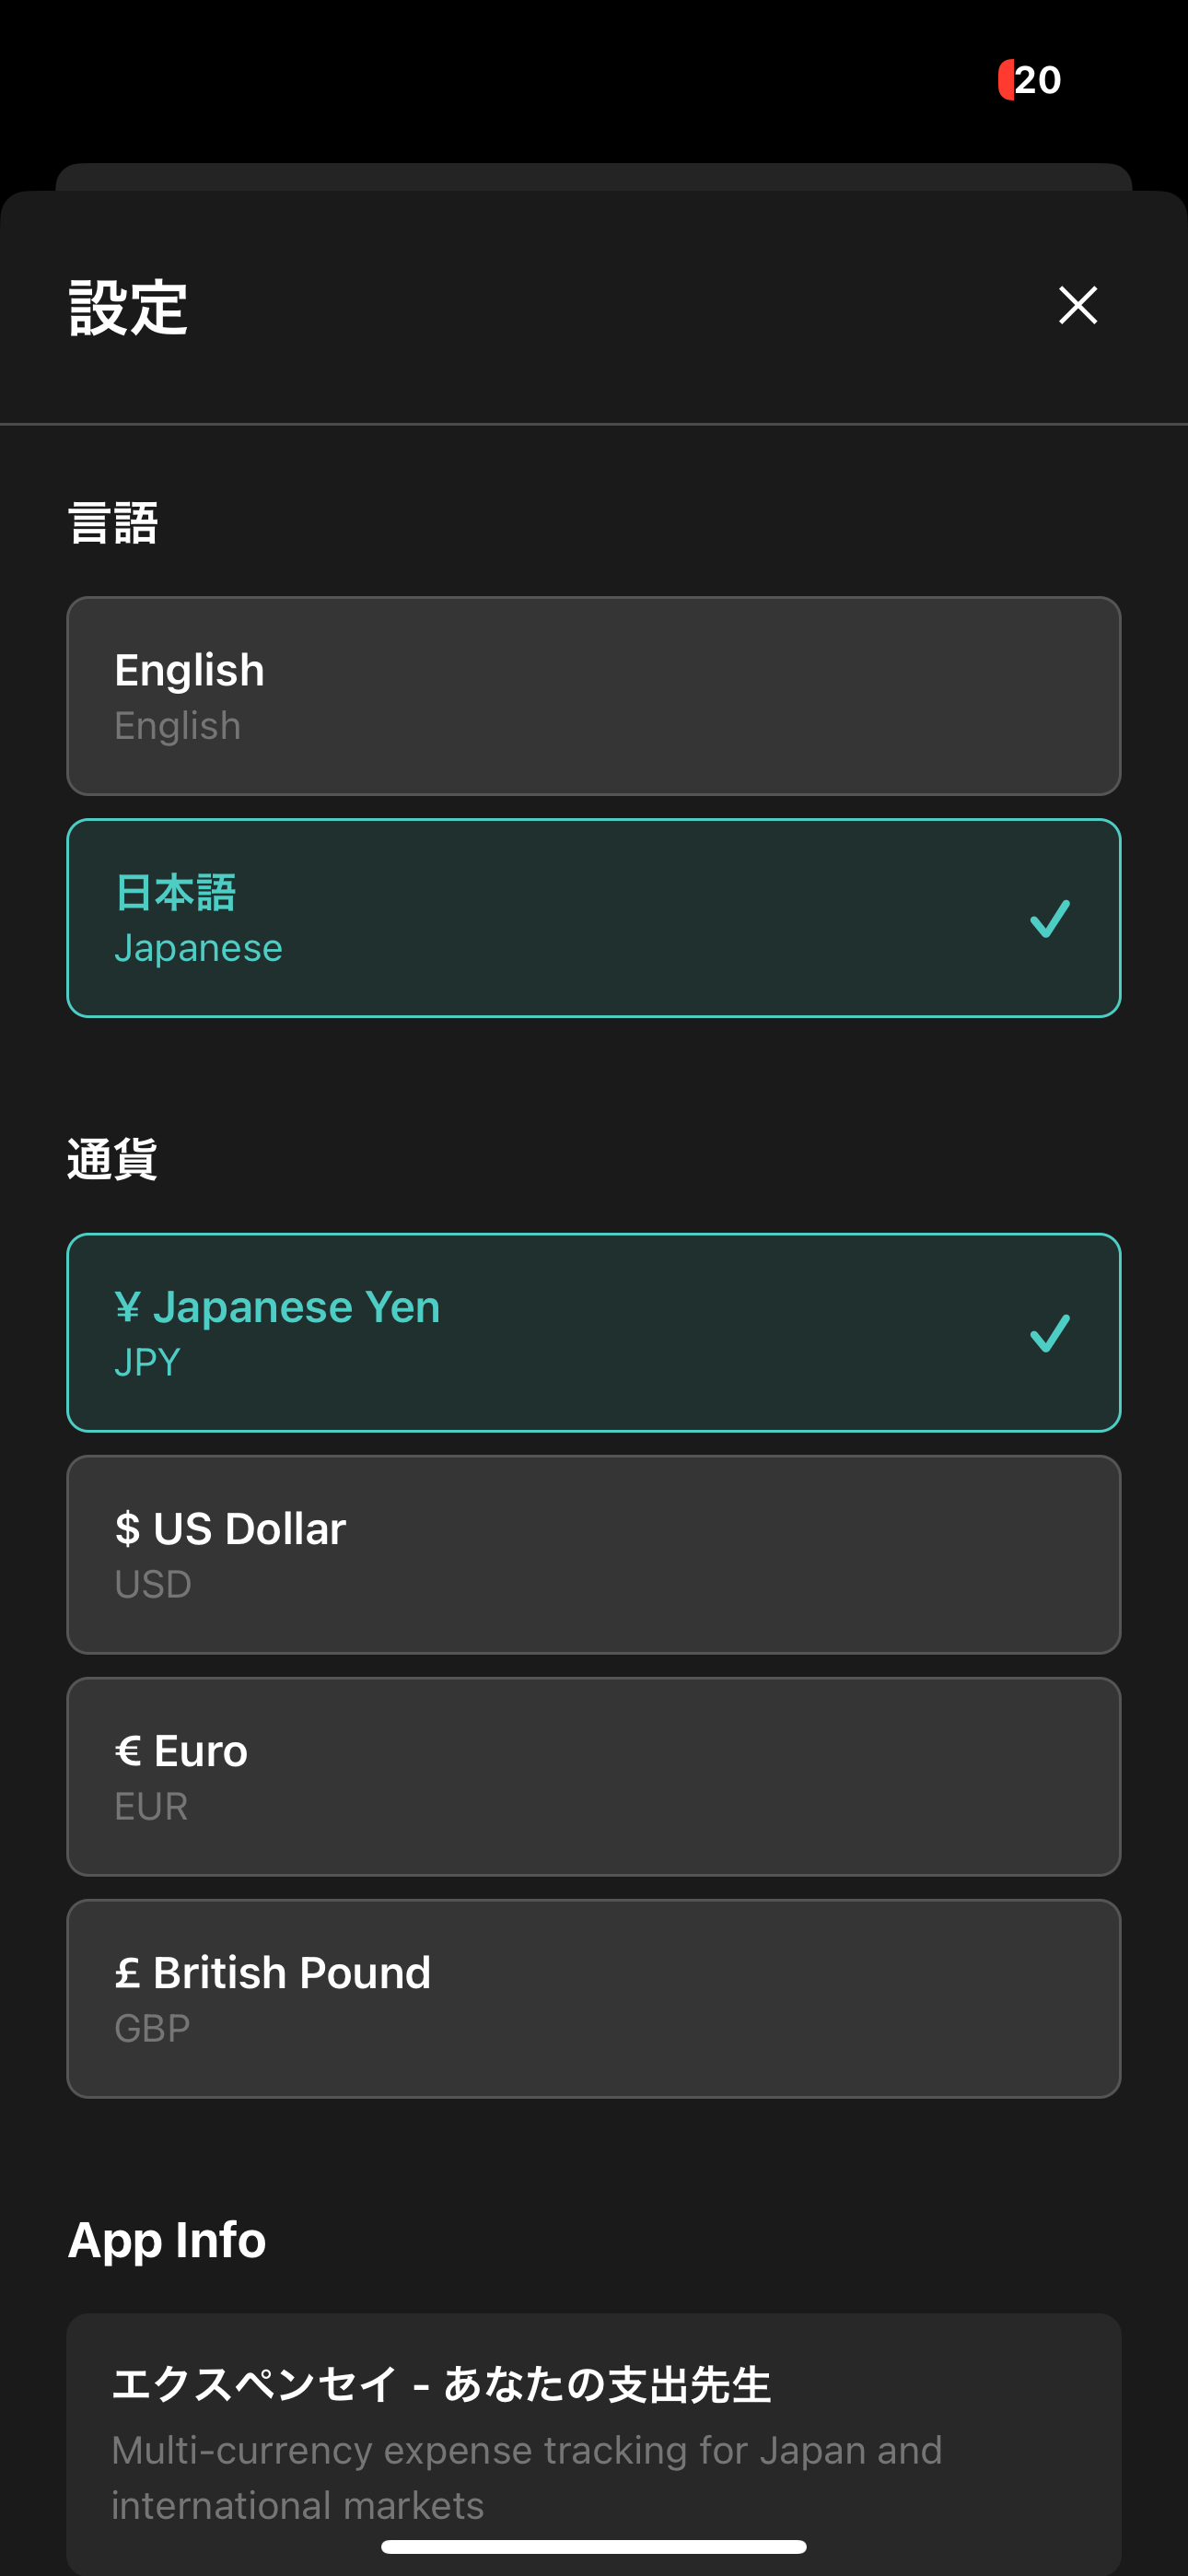 20
設定
言語
English
English
日本語
Japanese
通貨
¥ Japanese Yen
JPY
$ US Dollar
USD
€ Euro
EUR
£ British Pound
GBP
App Info
エクスペンセイ - あなたの支出先生
Multi-currency expense tracking for Japan and
international markets